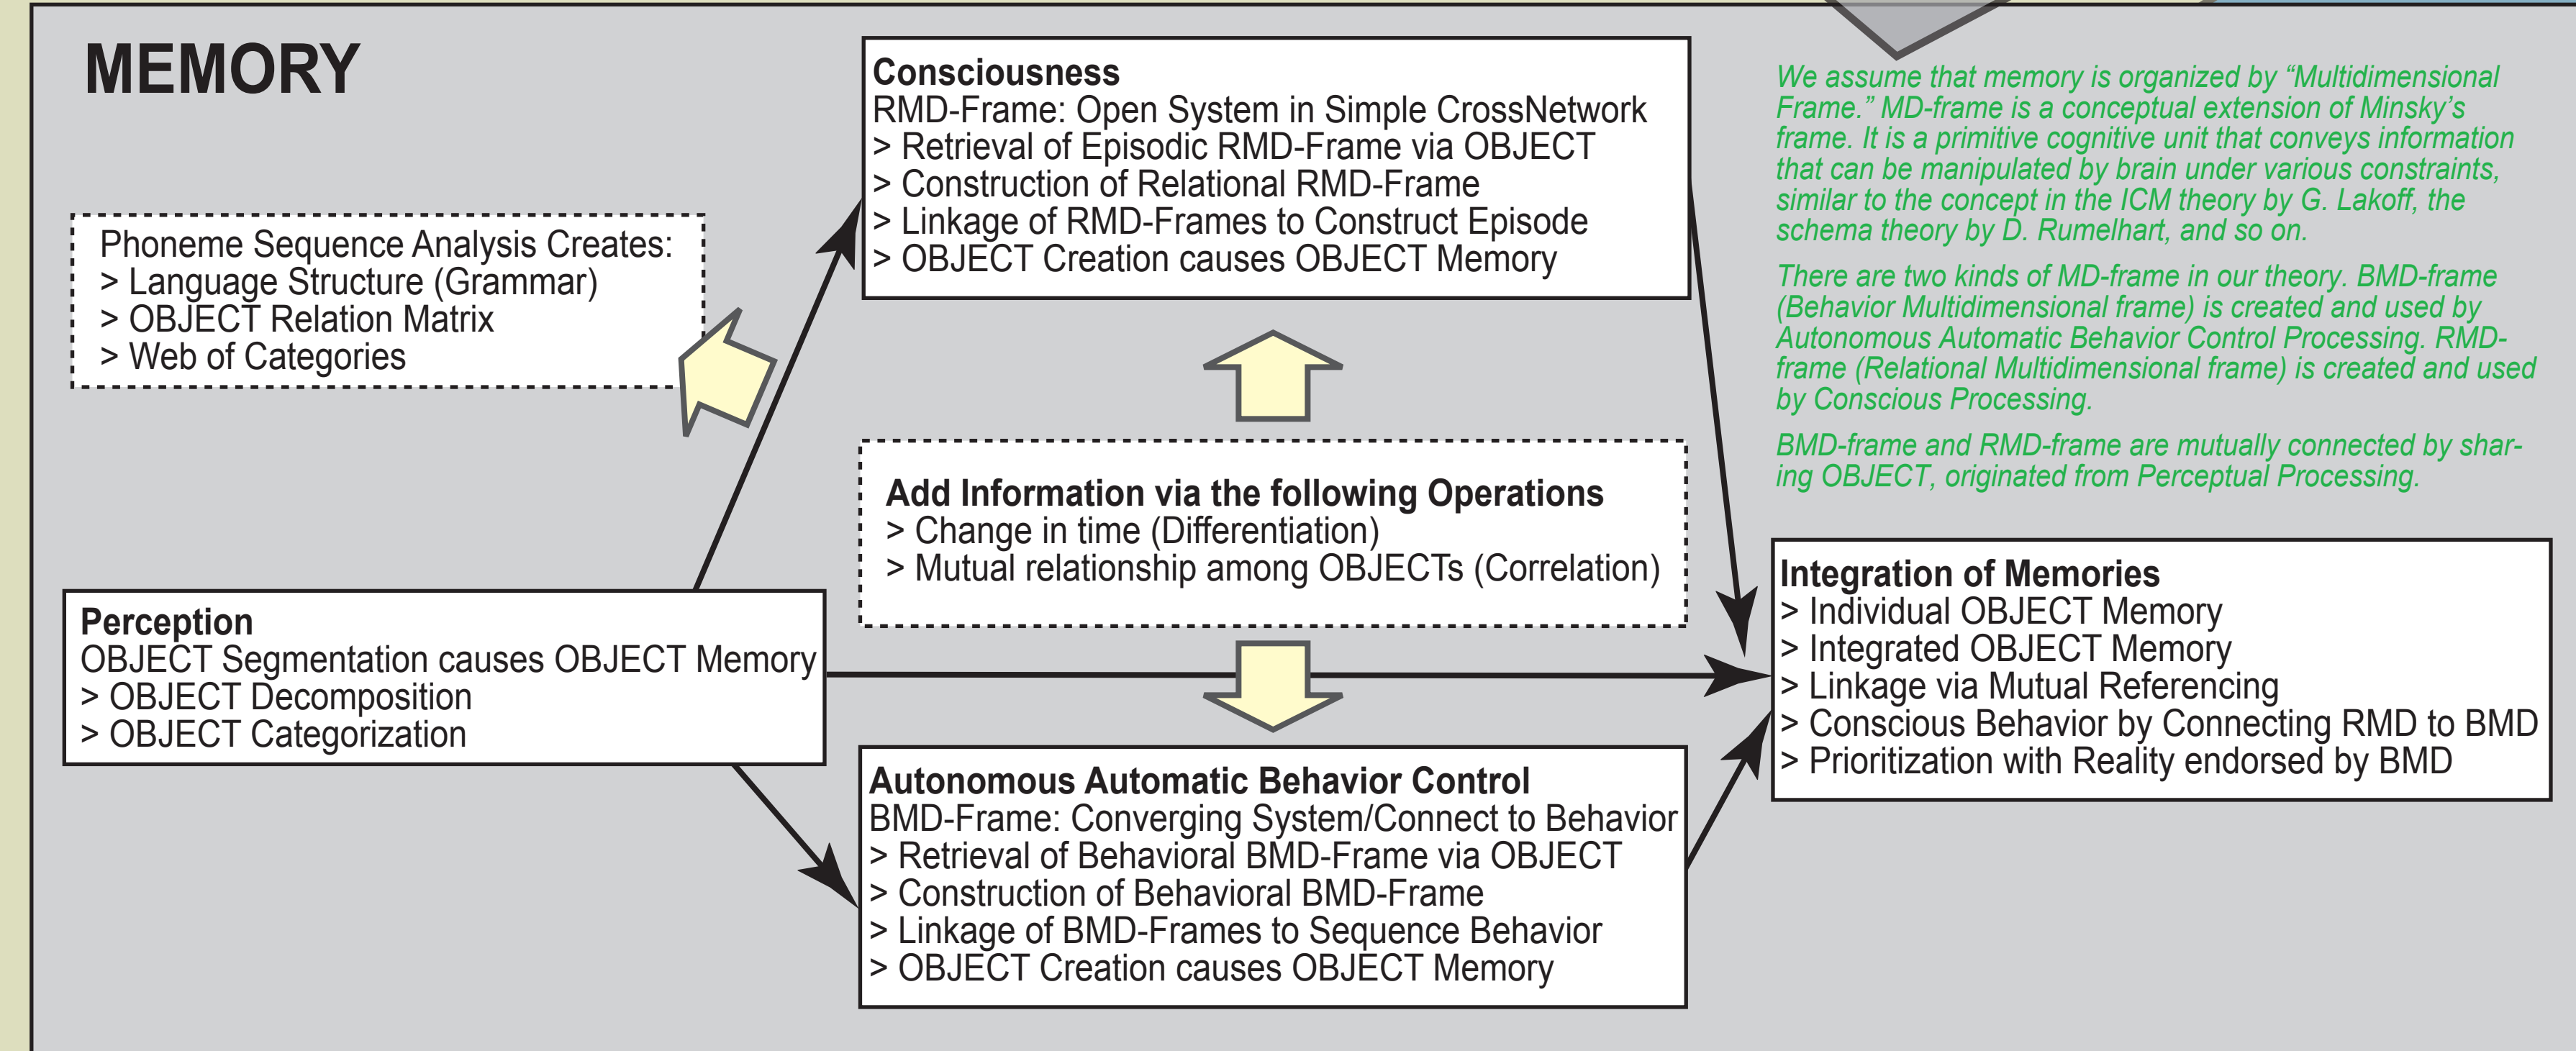 MEMORY
Consciousness
RMD-Frame: Open System in Simple CrossNetwork
> Retrieval of Episodic RMD-Frame via OBJECT
> Construction of Relational RMD-Frame
> Linkage of RMD-Frames to Construct Episode
> OBJECT Creation causes OBJECT Memory
We assume that memory is organized by “Multidimensional
Frame.” MD-frame is a conceptual extension of Minsky’s
frame. It is a primitive cognitive unit that conveys information
that can be manipulated by brain under various constraints,
similar to the concept in the ICM theory by G. Lakoff, the
schema theory by D. Rumelhart, and so on.
There are two kinds of MD-frame in our theory. BMD-frame
(Behavior Multidimensional frame) is created and used by
Autonomous Automatic Behavior Control Processing. RMD-
frame (Relational Multidimensional frame) is created and used
by Conscious Processing.
BMD-frame and RMD-frame are mutually connected by shar-
ing OBJECT, originated from Perceptual Processing.
Phoneme Sequence Analysis Creates:
> Language Structure (Grammar)
> OBJECT Relation Matrix
> Web of Categories
Add Information via the following Operations
> Change in time (Differentiation)
> Mutual relationship among OBJECTs (Correlation)
Perception
OBJECT Segmentation causes OBJECT Memory
> OBJECT Decomposition
> OBJECT Categorization
Integration of Memories
> Individual OBJECT Memory
> Integrated OBJECT Memory
> Linkage via Mutual Referencing
> Conscious Behavior by Connecting RMD to BMD
> Prioritization with Reality endorsed by BMD
Autonomous Automatic Behavior Control
BMD-Frame: Converging System/Connect to Behavior
> Retrieval of Behavioral BMD-Frame via OBJECT
> Construction of Behavioral BMD-Frame
> Linkage of BMD-Frames to Sequence Behavior
> OBJECT Creation causes OBJECT Memory